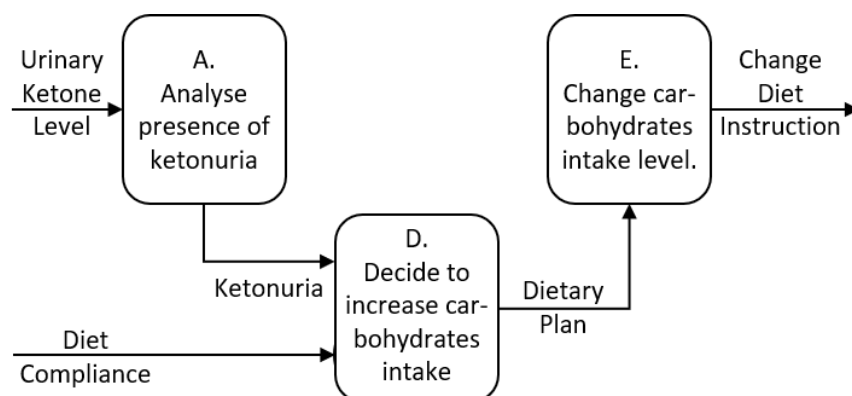 Urinary
Ketone
Level
A.
Analyse
presence of
ketonuria
E.
Change car-
bohydrates
intake level.
Change
Diet
Instruction
Ketonuria
D.
Decide to
increase car-
bohydrates
intake
Dietary
Plan
Diet
Compliance